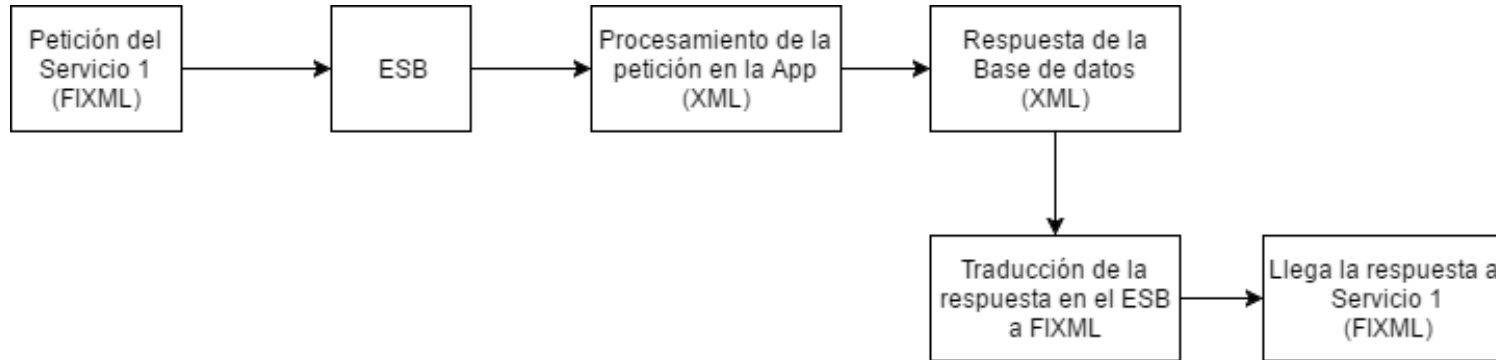 Petición del
Servicio 1
(FIXML)
ESB
Procesamiento de la
petición en la App
(XML)
Respuesta de la
Base de datos
(XML)
Traducción de la
respuesta en el ESB
a FIXML
Llega la respuesta a
Servicio 1
(FIXML)